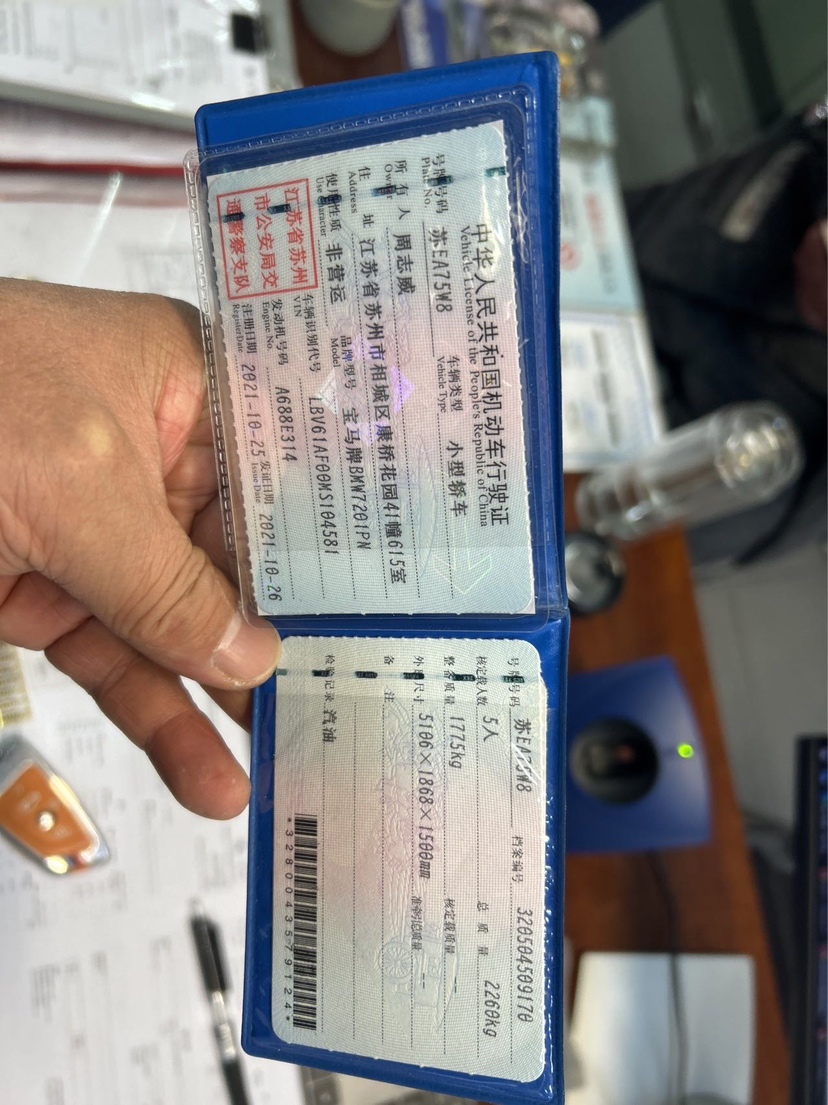 中华人民共和国机动车行驶证
Vehicle License of the People's Republic of China
号牌号码 苏EA75W8 车辆类型 小型轿车
Plate No. Vehicle Type
所有人 周志威
Owner
住址 江苏省苏州市相城区康桥花园41幢615室
Address
使用性质 非营运 品牌型号 宝马牌BMW7201PN
Use Character Model
江苏省苏州
市公安局交
通警察支队
车辆识别代号 LBV61AF00MS104581
VIN
发动机号码 A688E314
Engine No.
注册日期 2021-10-25 发证日期 2021-10-26
Register Date Issue Date
号牌号码 苏EA75W8 档案编号 320504509170
核定载人数 5人 总质量 2260kg
整备质量 1775kg 核定载质量 --
外廓尺寸 5106×1868×1500mm 准牵引总质量 --
备注
检验记录 汽油
*3280043579124*